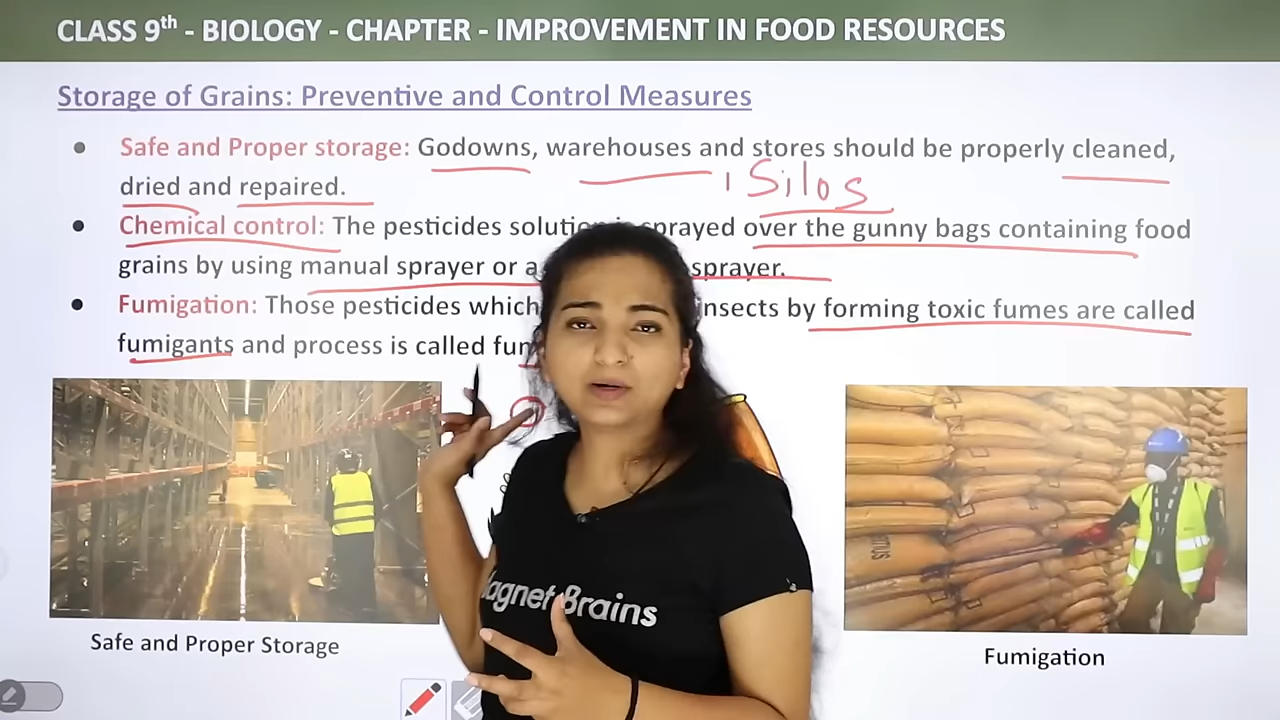 CLASS 9th - BIOLOGY - CHAPTER - IMPROVEMENT IN FOOD RESOURCES
Storage of Grains: Preventive and Control Measures
• Safe and Proper storage: Godowns, warehouses and stores should be properly cleaned,
dried and repaired.
, Silos
• Chemical control: The pesticides sprayed over the gunny bags containing food
grains by using manual sprayer or a sprayer.
• Fumigation: Those pesticides which insects by forming toxic fumes are called
fumigants and process is called
Magnet Brains
Safe and Proper Storage
Fumigation